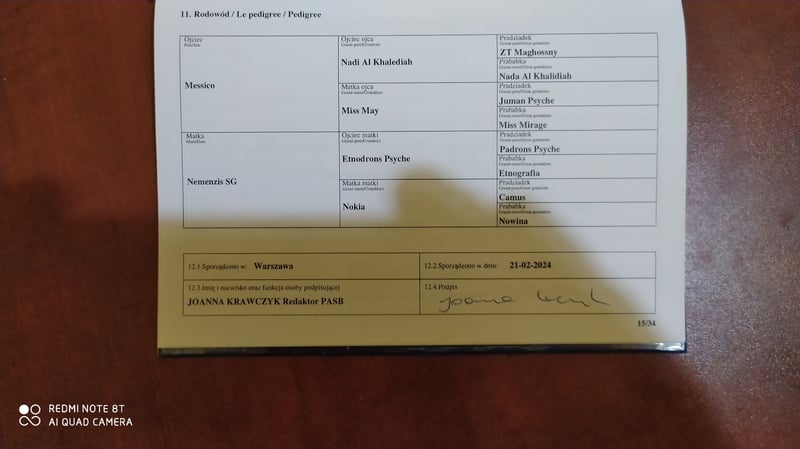 11. Rodowód / Le pedigree / Pedigree
Ojciec
Père/Sire
Messico
Ojciec ojca
Nadi Al Khalediah
Pradziadek
ZT Maghossny
Prababka
Nada Al Khalidiah
Matka ojca
Miss May
Pradziadek
Juman Psyche
Prababka
Miss Mirage
Matka
Mère/Dam
Nemenzis SG
Ojciec matki
Etnodrons Psyche
Pradziadek
Padrons Psyche
Prababka
Etnografia
Matka matki
Nokia
Pradziadek
Camus
Prababka
Nowina
12.1.Sporządzono w: Warszawa
12.2.Sporządzono w dniu: 21-02-2024
12.3.Imię i nazwisko oraz funkcja osoby podpisującej
JOANNA KRAWCZYK Redaktor PASB
12.4.Podpis
Joanna
15/34
REDMI NOTE 8T
AI QUAD CAMERA